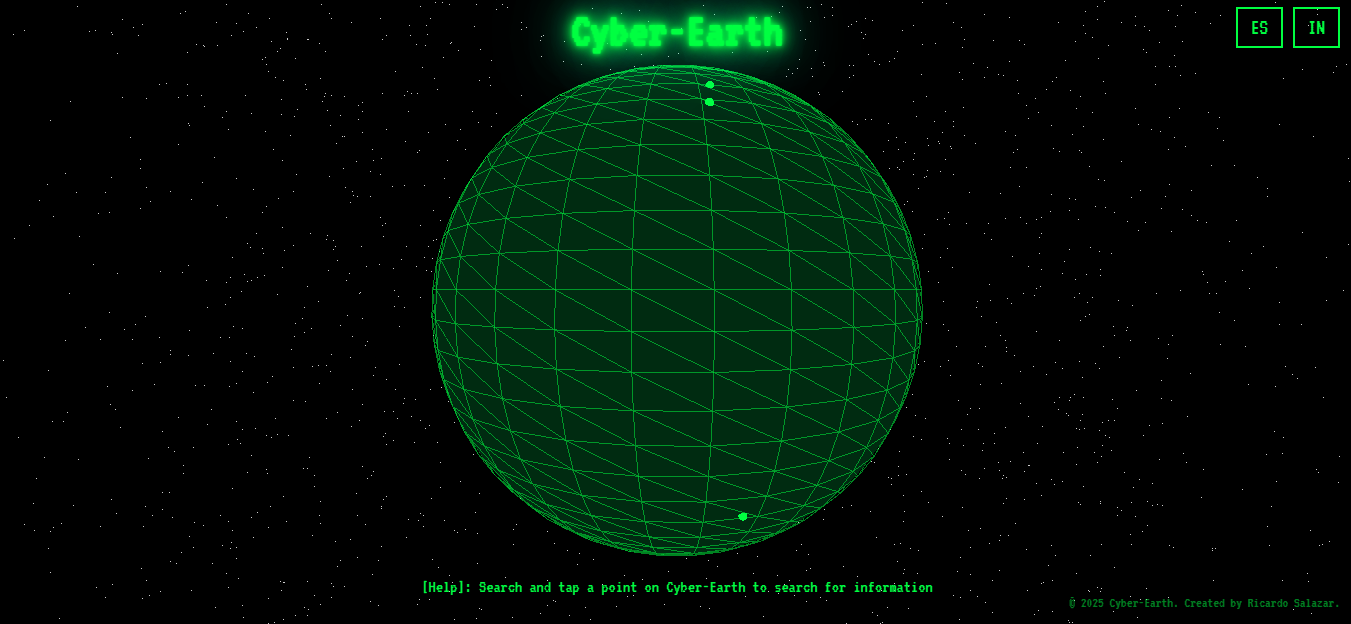 Cyber-Earth
ES IN
[Help]: Search and tap a point on Cyber-Earth to search for information
© 2025 Cyber-Earth. Created by Ricardo Salazar.